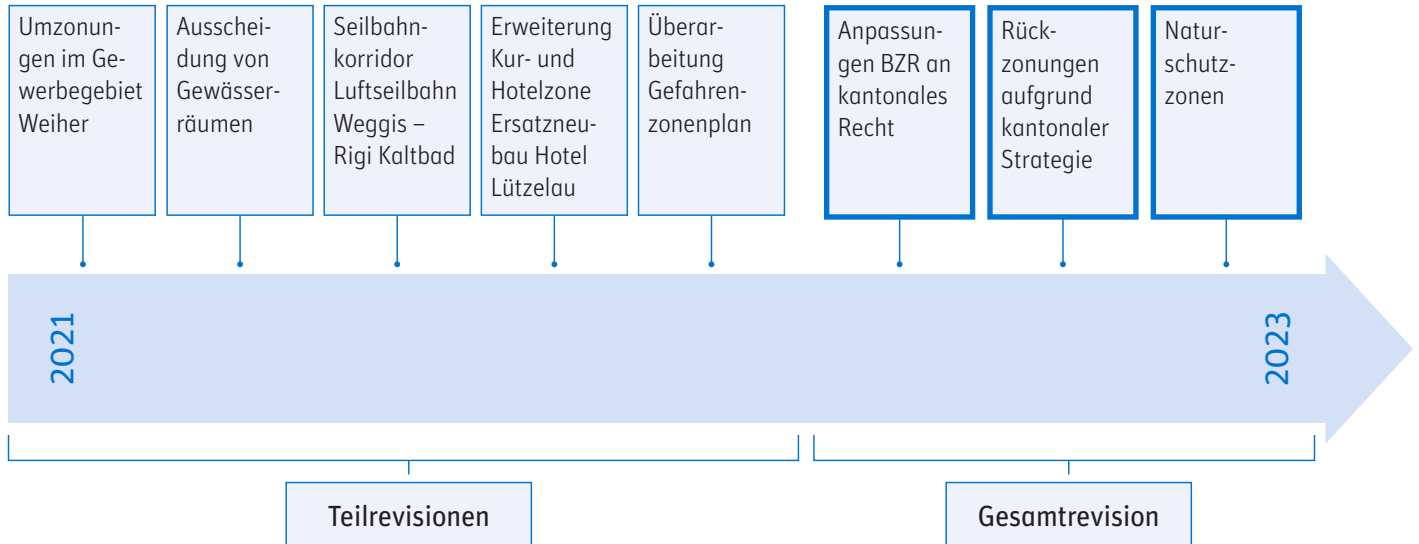 Umzonun-
gen im Ge-
werbegebiet
Weiher
Ausschei-
dung von
Gewässer-
räumen
Seilbahn-
korridor
Luftseilbahn
Weggis –
Rigi Kaltbad
Erweiterung
Kur- und
Hotelzone
Ersatzneu-
bau Hotel
Lützelau
Überar-
beitung
Gefahren-
zonenplan
Anpassun-
gen BZR an
kantonales
Recht
Rück-
zonungen
aufgrund
kantonaler
Strategie
Natur-
schutz-
zonen
2021
2023
Teilrevisionen
Gesamtrevision